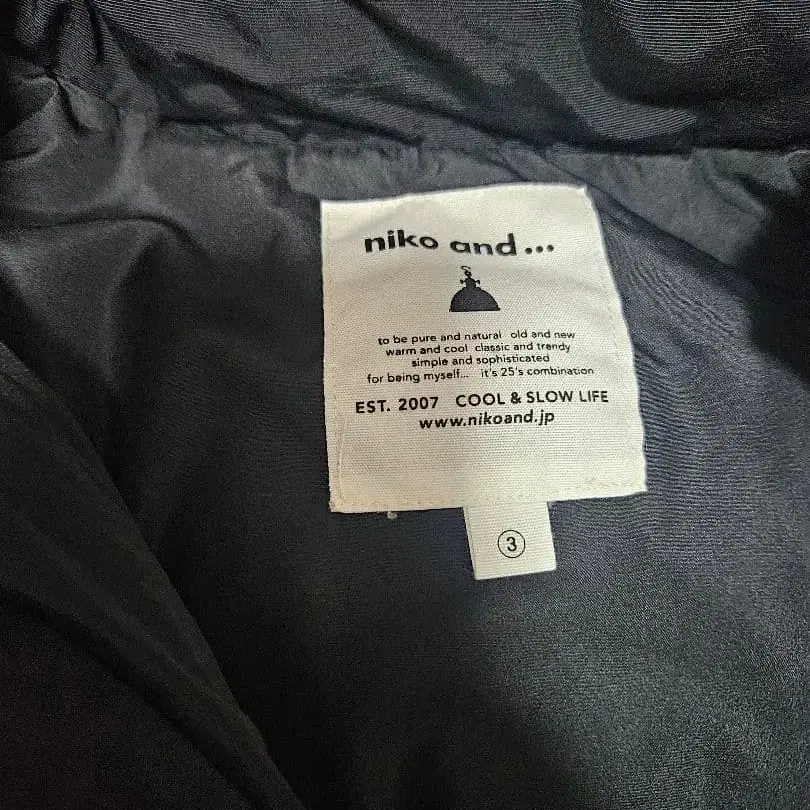 niko and...
to be pure and natural old and new
warm and cool classic and trendy
simple and sophisticated
for being myself... it's 25's combination
EST. 2007 COOL & SLOW LIFE
www.nikoand.jp
③